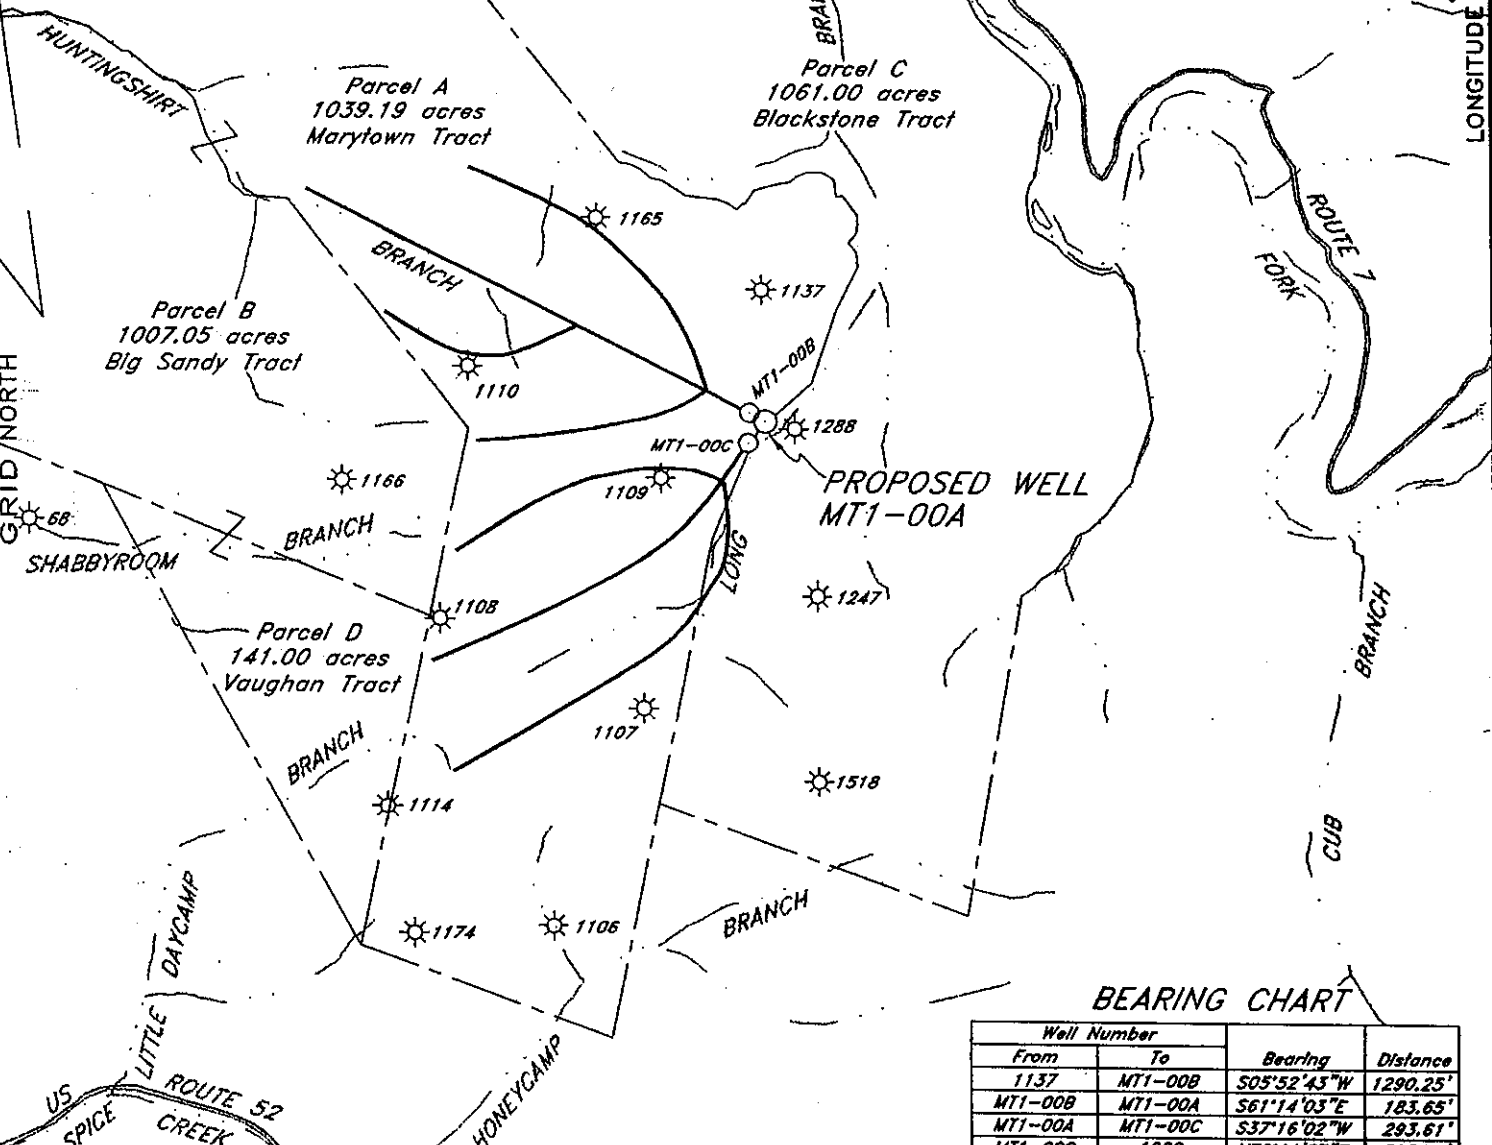 HUNTINGSHIRT
Parcel A
1039.19 acres
Marytown Tract
Parcel C
1061.00 acres
Blackstone Tract
LONGITUDE
1165
BRANCH
1137
ROUTE 7
FORK
Parcel B
1007.05 acres
Big Sandy Tract
GRID NORTH
1110
MT1-00B
1288
MT1-00C
1166
1109
PROPOSED WELL
MT1-00A
68
BRANCH
SHABBYROOM
LONG
1247
1108
BRANCH
Parcel D
141.00 acres
Vaughan Tract
1107
BRANCH
1518
1114
CUB
DAYCAMP
LITTLE
1174
1106
BRANCH
HONEYCAMP
US
ROUTE 52
SPICE
CREEK
BEARING CHART
Well Number
From To Bearing Distance
1137 MT1-00B S05°52'43"W 1290.25'
MT1-00B MT1-00A S61°14'03"E 183.65'
MT1-00A MT1-00C S37°16'02"W 293.61'